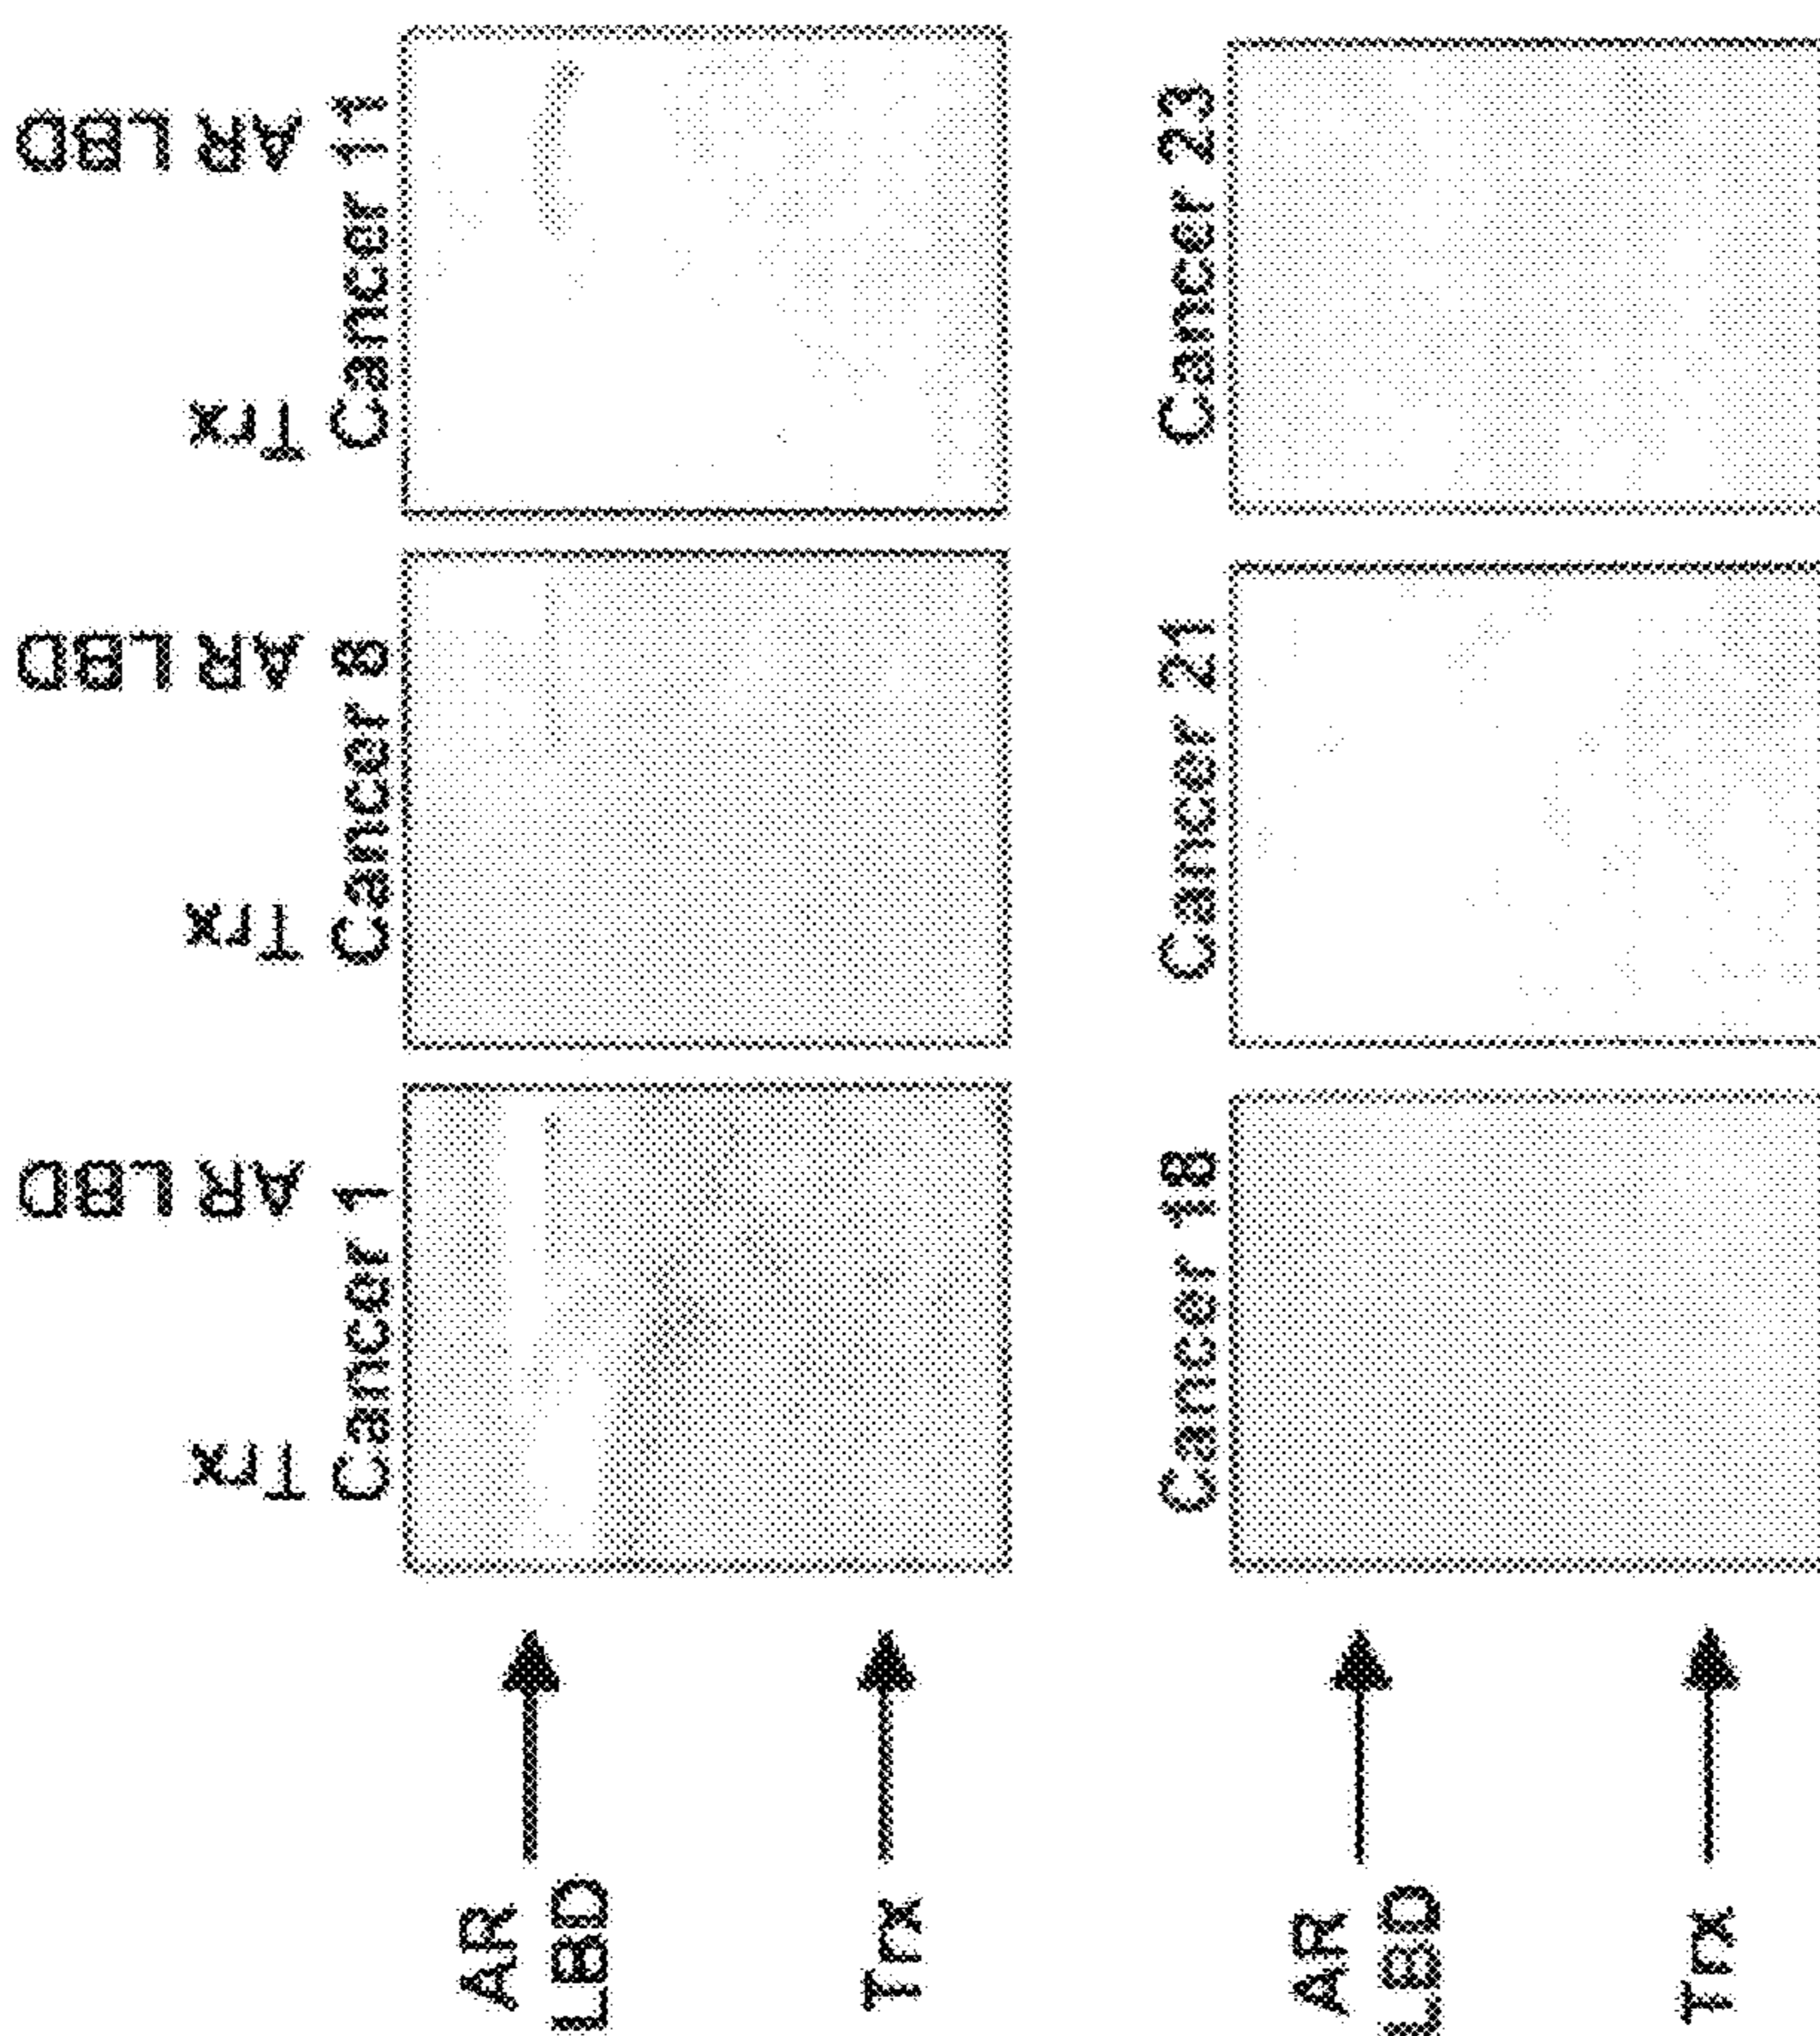 Trx AR LBD Trx AR LBD Trx AR LBD
Cancer 1 Cancer 8 Cancer 11
AR
LBD
Trx
Cancer 18 Cancer 21 Cancer 23
AR
LBD
Trx